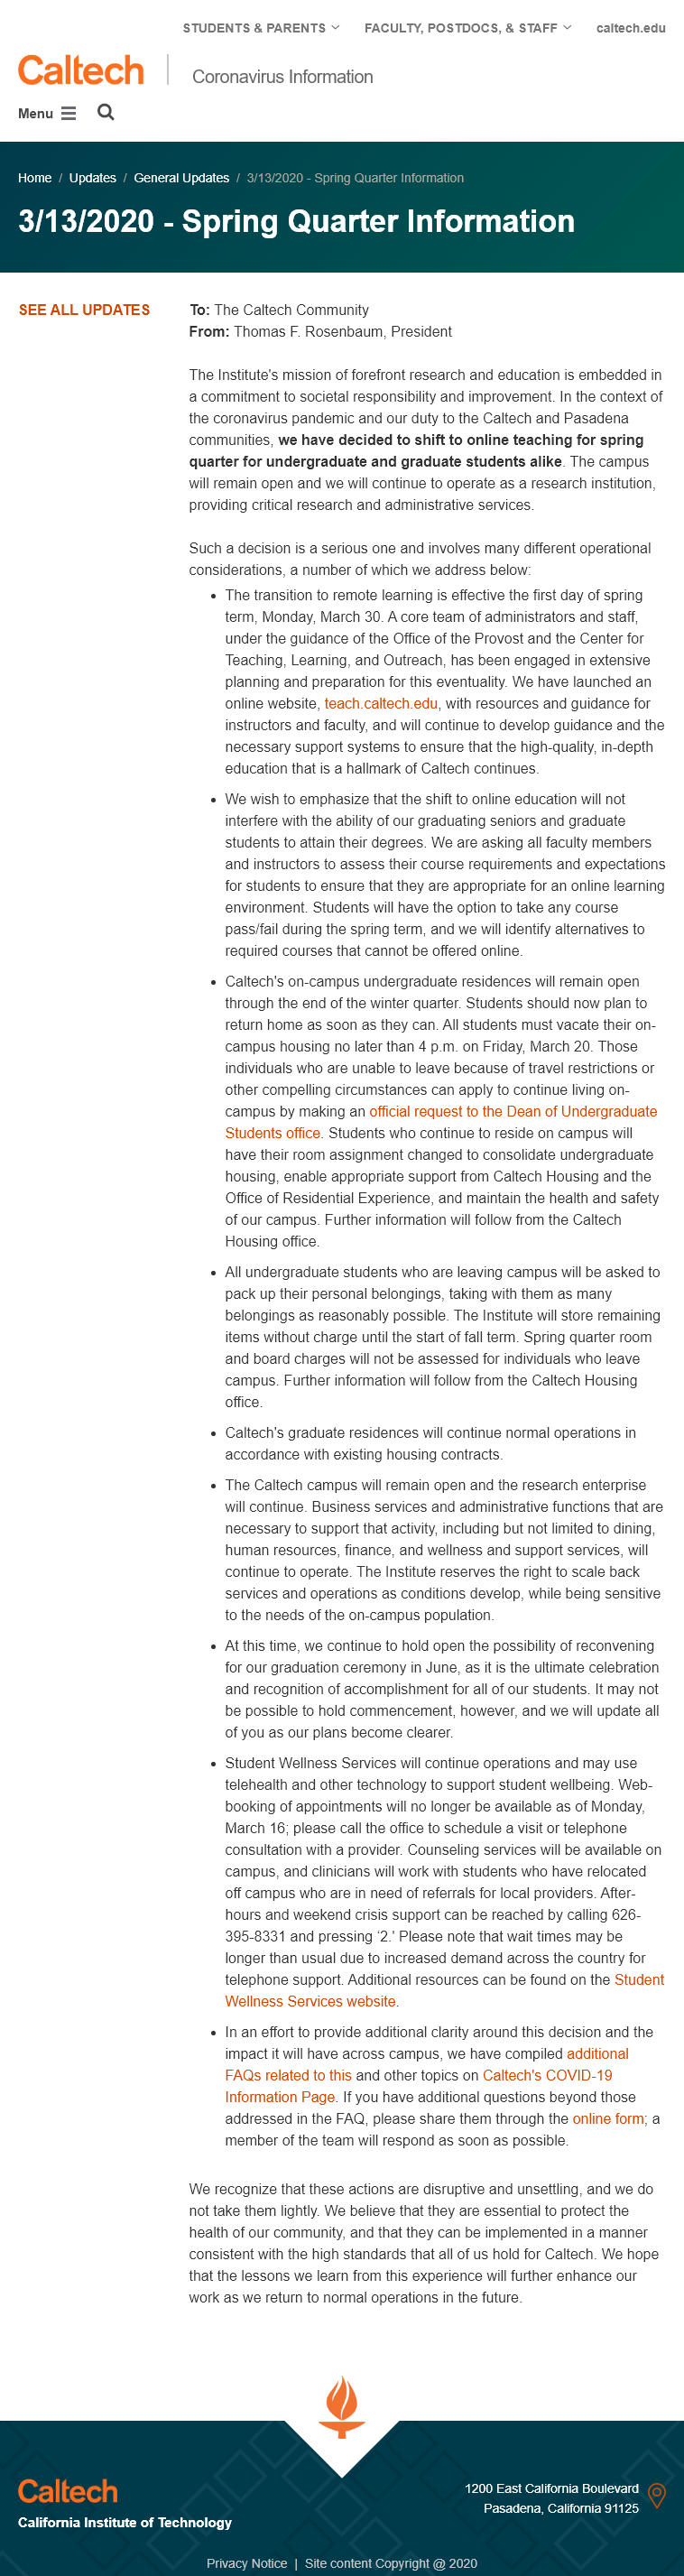 STUDENTS & PARENTS FACULTY, POSTDOCS, & STAFF caltech.edu
Caltech Coronavirus Information
Menu
Home / Updates / General Updates / 3/13/2020 - Spring Quarter Information
3/13/2020 - Spring Quarter Information
SEE ALL UPDATES
To: The Caltech Community
From: Thomas F. Rosenbaum, President
The Institute's mission of forefront research and education is embedded in
a commitment to societal responsibility and improvement. In the context of
the coronavirus pandemic and our duty to the Caltech and Pasadena
communities, we have decided to shift to online teaching for spring
quarter for undergraduate and graduate students alike. The campus
will remain open and we will continue to operate as a research institution,
providing critical research and administrative services.
Such a decision is a serious one and involves many different operational
considerations, a number of which we address below:
• The transition to remote learning is effective the first day of spring
term, Monday, March 30. A core team of administrators and staff,
under the guidance of the Office of the Provost and the Center for
Teaching, Learning, and Outreach, has been engaged in extensive
planning and preparation for this eventuality. We have launched an
online website, teach.caltech.edu, with resources and guidance for
instructors and faculty, and will continue to develop guidance and the
necessary support systems to ensure that the high-quality, in-depth
education that is a hallmark of Caltech continues.
• We wish to emphasize that the shift to online education will not
interfere with the ability of our graduating seniors and graduate
students to attain their degrees. We are asking all faculty members
and instructors to assess their course requirements and expectations
for students to ensure that they are appropriate for an online learning
environment. Students will have the option to take any course
pass/fail during the spring term, and we will identify alternatives to
required courses that cannot be offered online.
• Caltech's on-campus undergraduate residences will remain open
through the end of the winter quarter. Students should now plan to
return home as soon as they can. All students must vacate their on-
campus housing no later than 4 p.m. on Friday, March 20. Those
individuals who are unable to leave because of travel restrictions or
other compelling circumstances can apply to continue living on-
campus by making an official request to the Dean of Undergraduate
Students office. Students who continue to reside on campus will
have their room assignment changed to consolidate undergraduate
housing, enable appropriate support from Caltech Housing and the
Office of Residential Experience, and maintain the health and safety
of our campus. Further information will follow from the Caltech
Housing office.
• All undergraduate students who are leaving campus will be asked to
pack up their personal belongings, taking with them as many
belongings as reasonably possible. The Institute will store remaining
items without charge until the start of fall term. Spring quarter room
and board charges will not be assessed for individuals who leave
campus. Further information will follow from the Caltech Housing
office.
• Caltech's graduate residences will continue normal operations in
accordance with existing housing contracts.
• The Caltech campus will remain open and the research enterprise
will continue. Business services and administrative functions that are
necessary to support that activity, including but not limited to dining,
human resources, finance, and wellness and support services, will
continue to operate. The Institute reserves the right to scale back
services and operations as conditions develop, while being sensitive
to the needs of the on-campus population.
• At this time, we continue to hold open the possibility of reconvening
for our graduation ceremony in June, as it is the ultimate celebration
and recognition of accomplishment for all of our students. It may not
be possible to hold commencement, however, and we will update all
of you as our plans become clearer.
• Student Wellness Services will continue operations and may use
telehealth and other technology to support student wellbeing. Web-
booking of appointments will no longer be available as of Monday,
March 16; please call the office to schedule a visit or telephone
consultation with a provider. Counseling services will be available on
campus, and clinicians will work with students who have relocated
off campus who are in need of referrals for local providers. After-
hours and weekend crisis support can be reached by calling 626-
395-8331 and pressing '2.' Please note that wait times may be
longer than usual due to increased demand across the country for
telephone support. Additional resources can be found on the Student
Wellness Services website.
• In an effort to provide additional clarity around this decision and the
impact it will have across campus, we have compiled additional
FAQs related to this and other topics on Caltech's COVID-19
Information Page. If you have additional questions beyond those
addressed in the FAQ, please share them through the online form; a
member of the team will respond as soon as possible.
We recognize that these actions are disruptive and unsettling, and we do
not take them lightly. We believe that they are essential to protect the
health of our community, and that they can be implemented in a manner
consistent with the high standards that all of us hold for Caltech. We hope
that the lessons we learn from this experience will further enhance our
work as we return to normal operations in the future.
Caltech
California Institute of Technology
1200 East California Boulevard
Pasadena, California 91125
Privacy Notice | Site content Copyright @ 2020